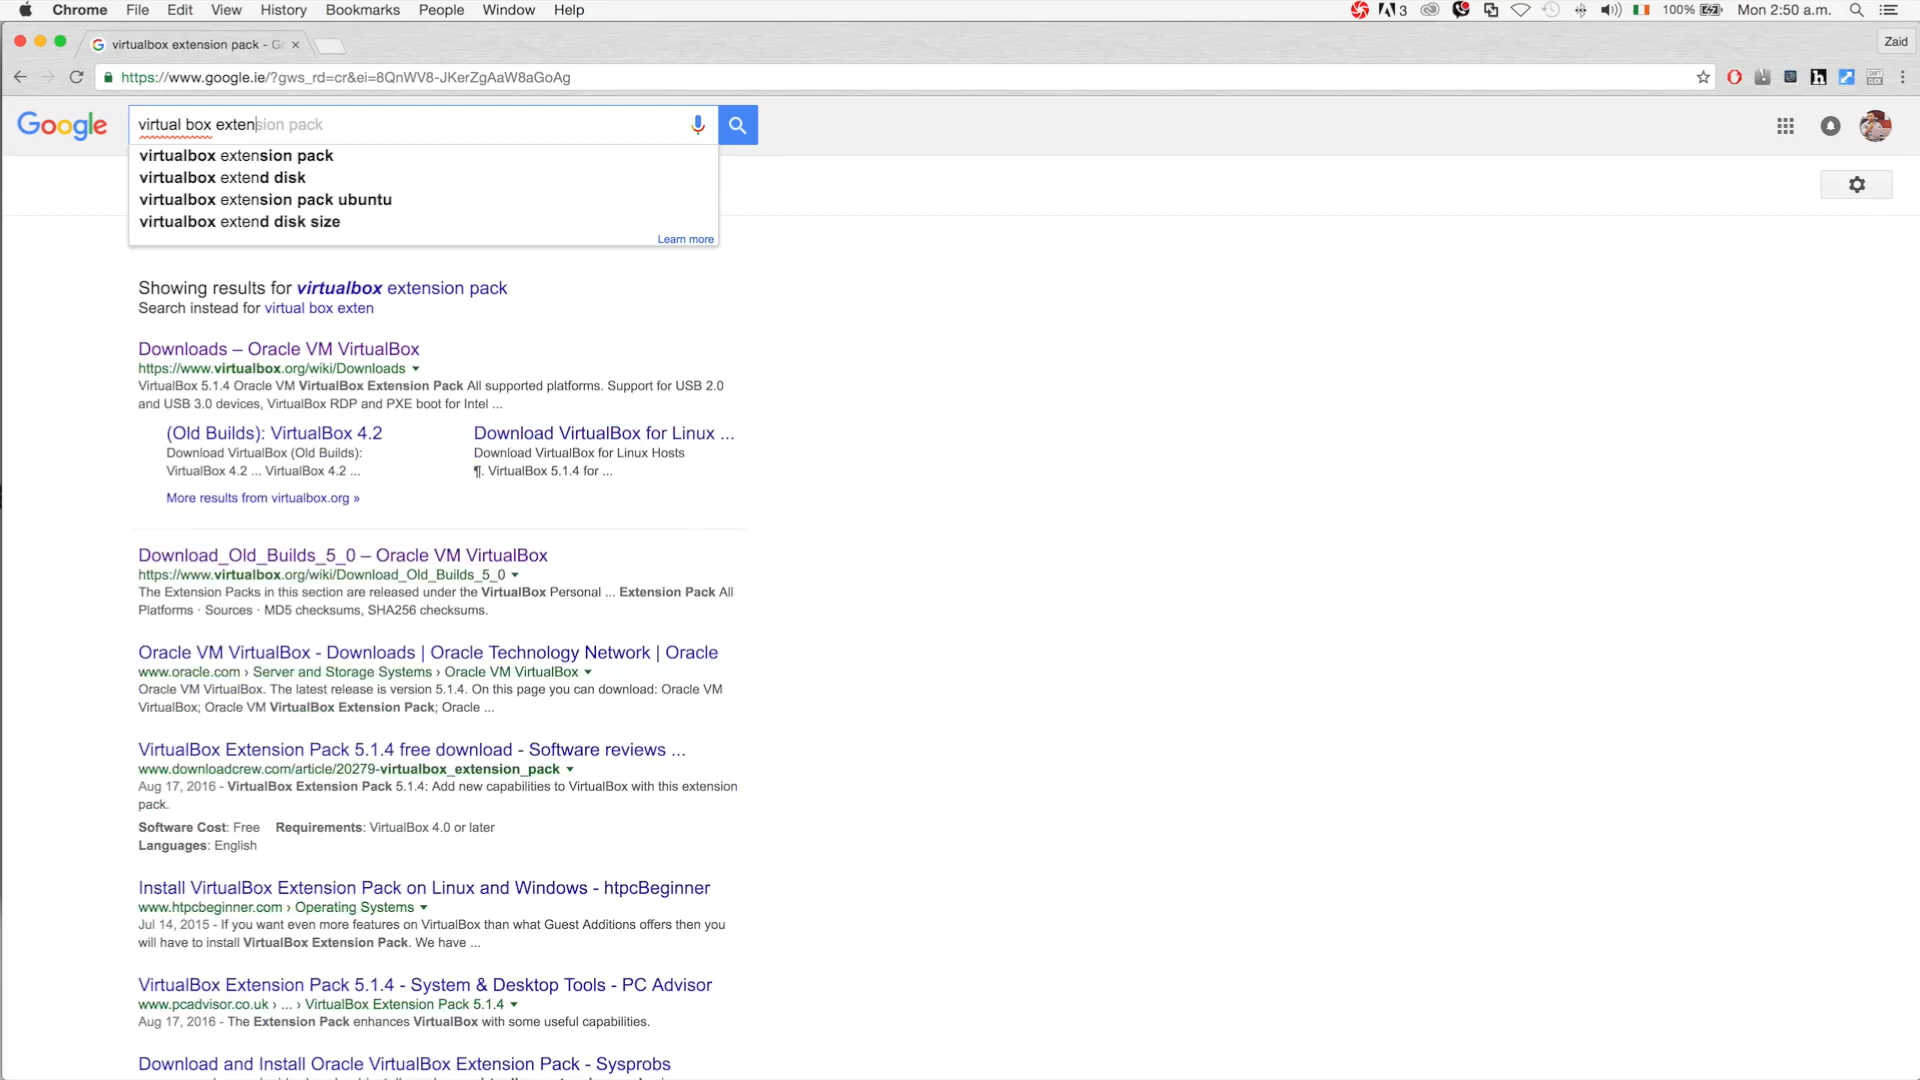 Chrome File Edit View History Bookmarks People Window Help 3 100% Mon 2:50 a.m.
virtualbox extension pack - G Zaid
https://www.google.ie/?gws_rd=cr&ei=8QnWV8-JKerZgAaW8aGoAg
Google virtual box extension pack
virtualbox extension pack
virtualbox extend disk
virtualbox extension pack ubuntu
virtualbox extend disk size
Learn more
Showing results for virtualbox extension pack
Search instead for virtual box exten
Downloads – Oracle VM VirtualBox
https://www.virtualbox.org/wiki/Downloads
VirtualBox 5.1.4 Oracle VM VirtualBox Extension Pack All supported platforms. Support for USB 2.0
and USB 3.0 devices, VirtualBox RDP and PXE boot for Intel ...
(Old Builds): VirtualBox 4.2
Download VirtualBox (Old Builds):
VirtualBox 4.2 ... VirtualBox 4.2 ...
Download VirtualBox for Linux ...
Download VirtualBox for Linux Hosts
¶. VirtualBox 5.1.4 for ...
More results from virtualbox.org »
Download_Old_Builds_5_0 – Oracle VM VirtualBox
https://www.virtualbox.org/wiki/Download_Old_Builds_5_0
The Extension Packs in this section are released under the VirtualBox Personal ... Extension Pack All
Platforms · Sources · MD5 checksums, SHA256 checksums.
Oracle VM VirtualBox - Downloads | Oracle Technology Network | Oracle
www.oracle.com › Server and Storage Systems › Oracle VM VirtualBox
Oracle VM VirtualBox. The latest release is version 5.1.4. On this page you can download: Oracle VM
VirtualBox; Oracle VM VirtualBox Extension Pack; Oracle ...
VirtualBox Extension Pack 5.1.4 free download - Software reviews ...
www.downloadcrew.com/article/20279-virtualbox_extension_pack
Aug 17, 2016 - VirtualBox Extension Pack 5.1.4: Add new capabilities to VirtualBox with this extension
pack.
Software Cost: Free Requirements: VirtualBox 4.0 or later
Languages: English
Install VirtualBox Extension Pack on Linux and Windows - htpcBeginner
www.htpcbeginner.com › Operating Systems
Jul 14, 2015 - If you want even more features on VirtualBox than what Guest Additions offers then you
will have to install VirtualBox Extension Pack. We have ...
VirtualBox Extension Pack 5.1.4 - System & Desktop Tools - PC Advisor
www.pcadvisor.co.uk › ... › VirtualBox Extension Pack 5.1.4
Aug 17, 2016 - The Extension Pack enhances VirtualBox with some useful capabilities.
Download and Install Oracle VirtualBox Extension Pack - Sysprobs